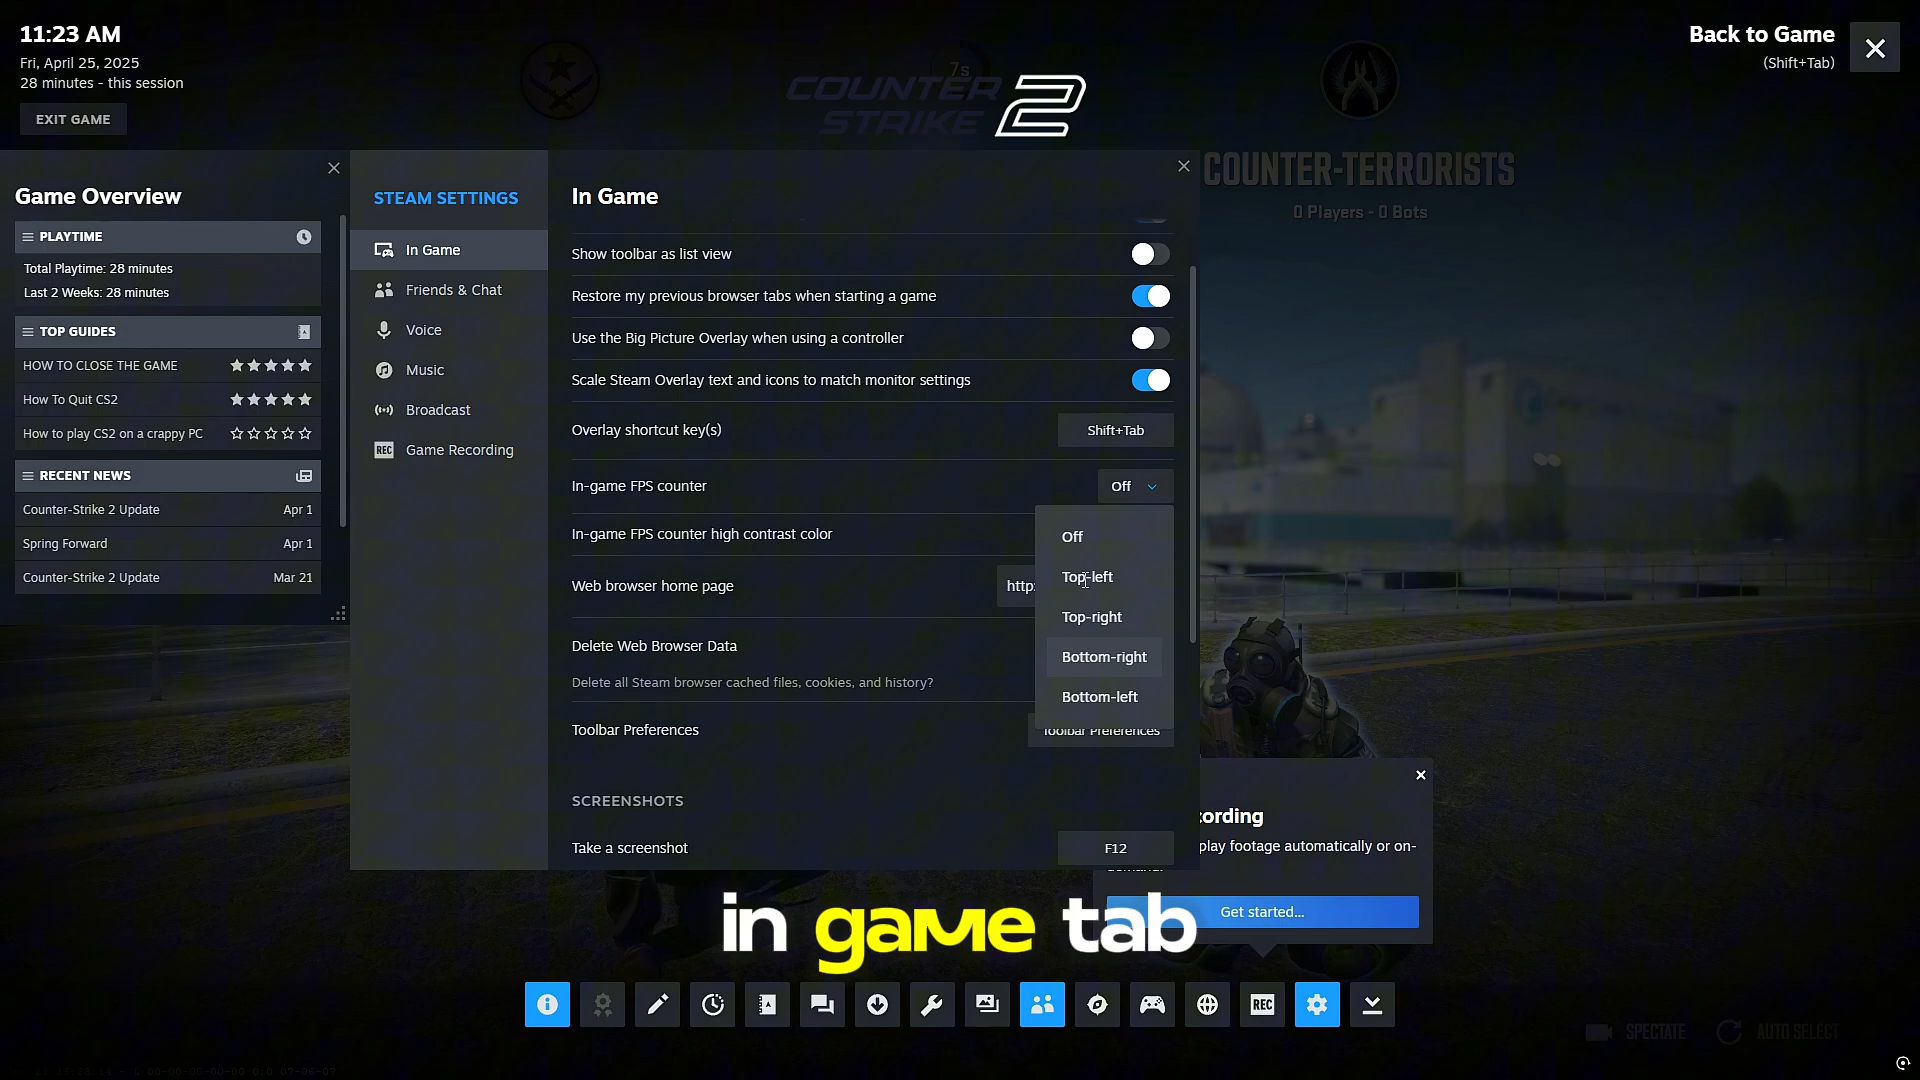 11:23 AM
Fri, April 25, 2025
28 minutes - this session
EXIT GAME
Back to Game
(Shift+Tab)
7s
COUNTER
STRIKE 2
COUNTER-TERRORISTS
0 Players - 0 Bots
Game Overview
PLAYTIME
Total Playtime: 28 minutes
Last 2 Weeks: 28 minutes
TOP GUIDES
HOW TO CLOSE THE GAME
How To Quit CS2
How to play CS2 on a crappy PC
RECENT NEWS
Counter-Strike 2 Update Apr 1
Spring Forward Apr 1
Counter-Strike 2 Update Mar 21
STEAM SETTINGS
In Game
Friends & Chat
Voice
Music
Broadcast
REC Game Recording
In Game
Show toolbar as list view
Restore my previous browser tabs when starting a game
Use the Big Picture Overlay when using a controller
Scale Steam Overlay text and icons to match monitor settings
Overlay shortcut key(s) Shift+Tab
In-game FPS counter Off
In-game FPS counter high contrast color
Web browser home page http:
Delete Web Browser Data
Delete all Steam browser cached files, cookies, and history?
Toolbar Preferences Toolbar Preferences
Off
Top-left
Top-right
Bottom-right
Bottom-left
SCREENSHOTS
Take a screenshot F12
cording
play footage automatically or on-
Get started...
in game tab
REC
SPECTATE
AUTO SELECT